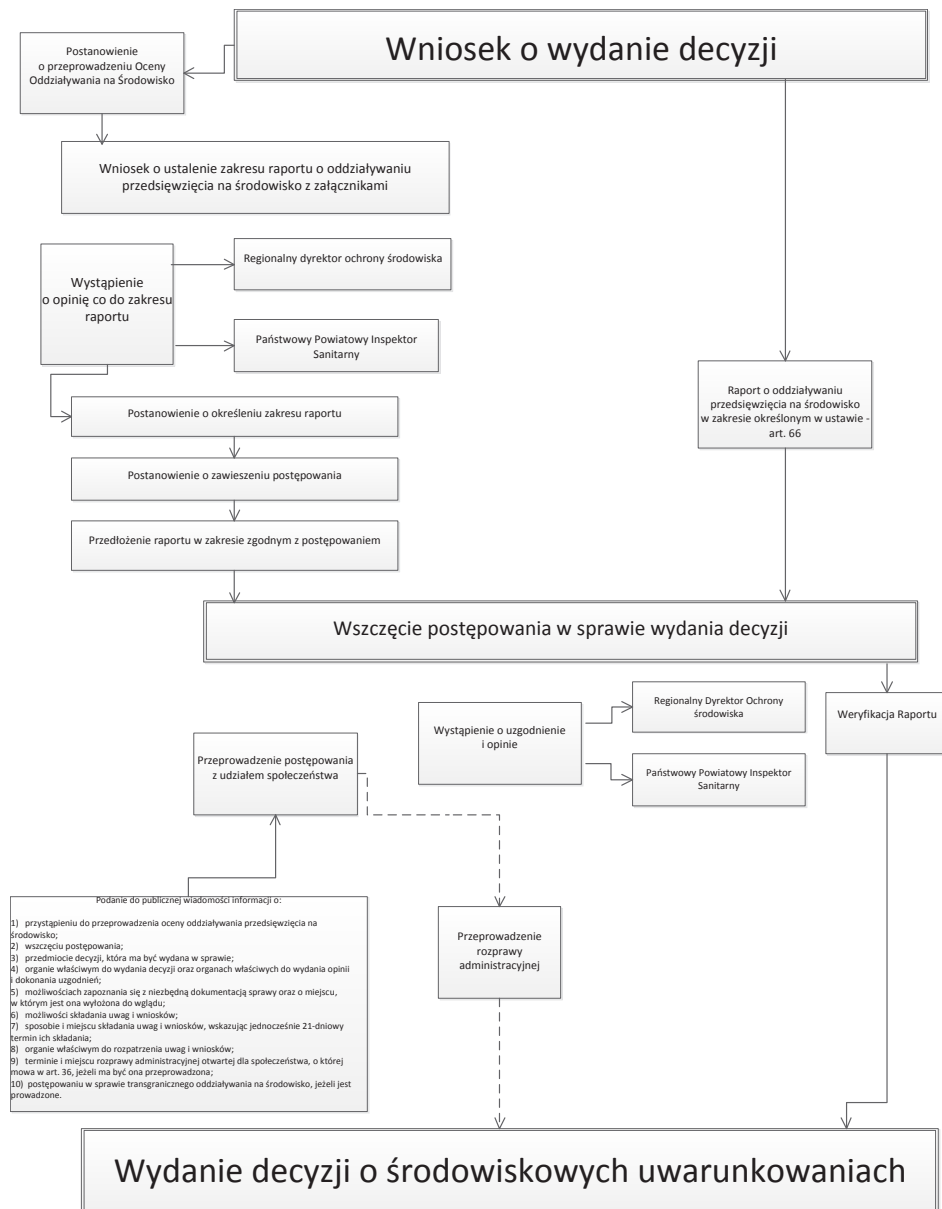 Wniosek o wydanie decyzji
Postanowienie
o przeprowadzeniu Oceny
Oddziaływania na Środowisko
Wniosek o ustalenie zakresu raportu o oddziaływaniu
przedsięwzięcia na środowisko z załącznikami
Wystąpienie
o opinię co do zakresu
raportu
Regionalny dyrektor ochrony środowiska
Państwowy Powiatowy Inspektor
Sanitarny
Postanowienie o określeniu zakresu raportu
Postanowienie o zawieszeniu postępowania
Przedłożenie raportu w zakresie zgodnym z postępowaniem
Raport o oddziaływaniu
przedsięwzięcia na środowisko
w zakresie określonym w ustawie -
art. 66
Wszczęcie postępowania w sprawie wydania decyzji
Wystąpienie o uzgodnienie
i opinie
Regionalny Dyrektor Ochrony
środowiska
Państwowy Powiatowy Inspektor
Sanitarny
Weryfikacja Raportu
Przeprowadzenie postępowania
z udziałem społeczeństwa
Podanie do publicznej wiadomości informacji o:
1) przystąpieniu do przeprowadzenia oceny oddziaływania przedsięwzięcia na
środowisko;
2) wszczęciu postępowania;
3) przedmiocie decyzji, która ma być wydana w sprawie;
4) organie właściwym do wydania decyzji oraz organach właściwych do wydania opinii
i dokonania uzgodnień;
5) możliwościach zapoznania się z niezbędną dokumentacją sprawy oraz o miejscu,
w którym jest ona wyłożona do wglądu;
6) możliwości składania uwag i wniosków;
7) sposobie i miejscu składania uwag i wniosków, wskazując jednocześnie 21-dniowy
termin ich składania;
8) organie właściwym do rozpatrzenia uwag i wniosków;
9) terminie i miejscu rozprawy administracyjnej otwartej dla społeczeństwa, o której
mowa w art. 36, jeżeli ma być ona przeprowadzona;
10) postępowaniu w sprawie transgranicznego oddziaływania na środowisko, jeżeli jest
prowadzone.
Przeprowadzenie
rozprawy
administracyjnej
Wydanie decyzji o środowiskowych uwarunkowaniach